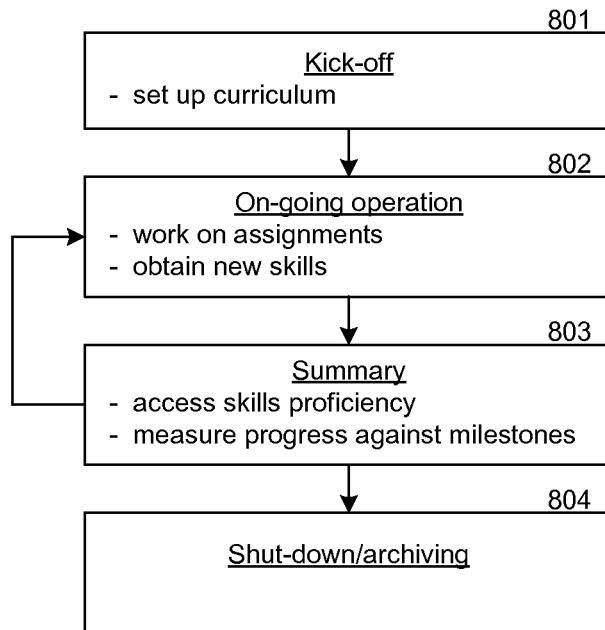 801
Kick-off
- set up curriculum
802
On-going operation
- work on assignments
- obtain new skills
803
Summary
- access skills proficiency
- measure progress against milestones
804
Shut-down/archiving